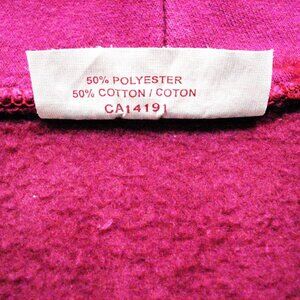 50% POLYESTER
50% COTTON / COTON
CA14191